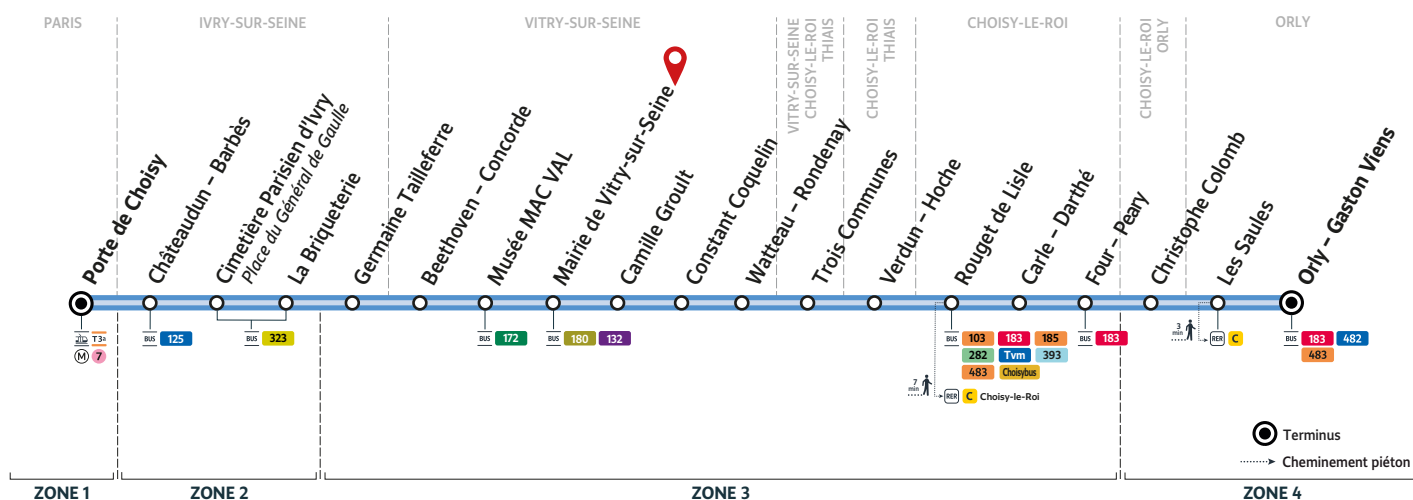 PARIS
IVRY-SUR-SEINE
VITRY-SUR-SEINE
VITRY-SUR-SEINE
CHOISY-LE-ROI
THIAIS
CHOISY-LE-ROI
THIAIS
CHOISY-LE-ROI
CHOISY-LE-ROI
ORLY
ORLY
Porte de Choisy
Châteaudun – Barbès
Cimetière Parisien d'Ivry
Place du Général de Gaulle
La Briqueterie
Germaine Tailleferre
Beethoven – Concorde
Musée MAC VAL
Mairie de Vitry-sur-Seine
Camille Groult
Constant Coquelin
Watteau – Rondenay
Trois Communes
Verdun – Hoche
Rouget de Lisle
Carle – Darthé
Four – Peary
Christophe Colomb
Les Saules
Orly – Gaston Viens
T3a
M 7
BUS 125
BUS 323
BUS 172
BUS 180 132
BUS 103 183 185
282 Tvm 393
483 Choisybus
7 min
RER C Choisy-le-Roi
BUS 183
3 min
RER C
BUS 183 482
483
Terminus
Cheminement piéton
ZONE 1
ZONE 2
ZONE 3
ZONE 4